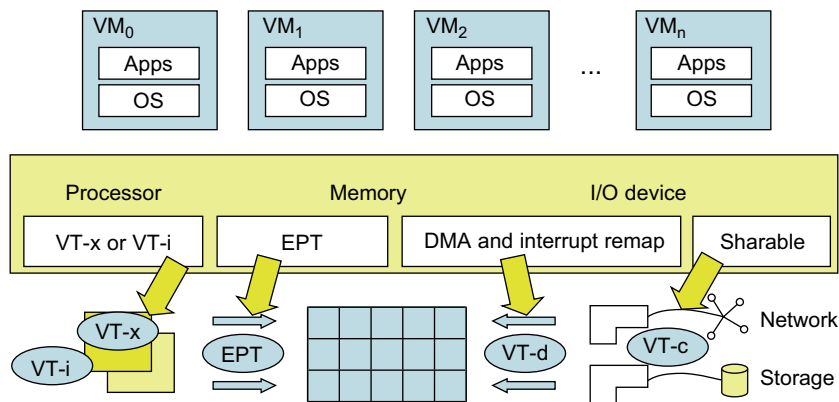 VM0
VM1
VM2
VMn
Apps
Apps
Apps
...
Apps
OS
OS
OS
OS
Processor
Memory
I/O device
VT-x or VT-i
EPT
DMA and interrupt remap
Sharable
VT-x
VT-i
EPT
VT-d
VT-c
Network
Storage